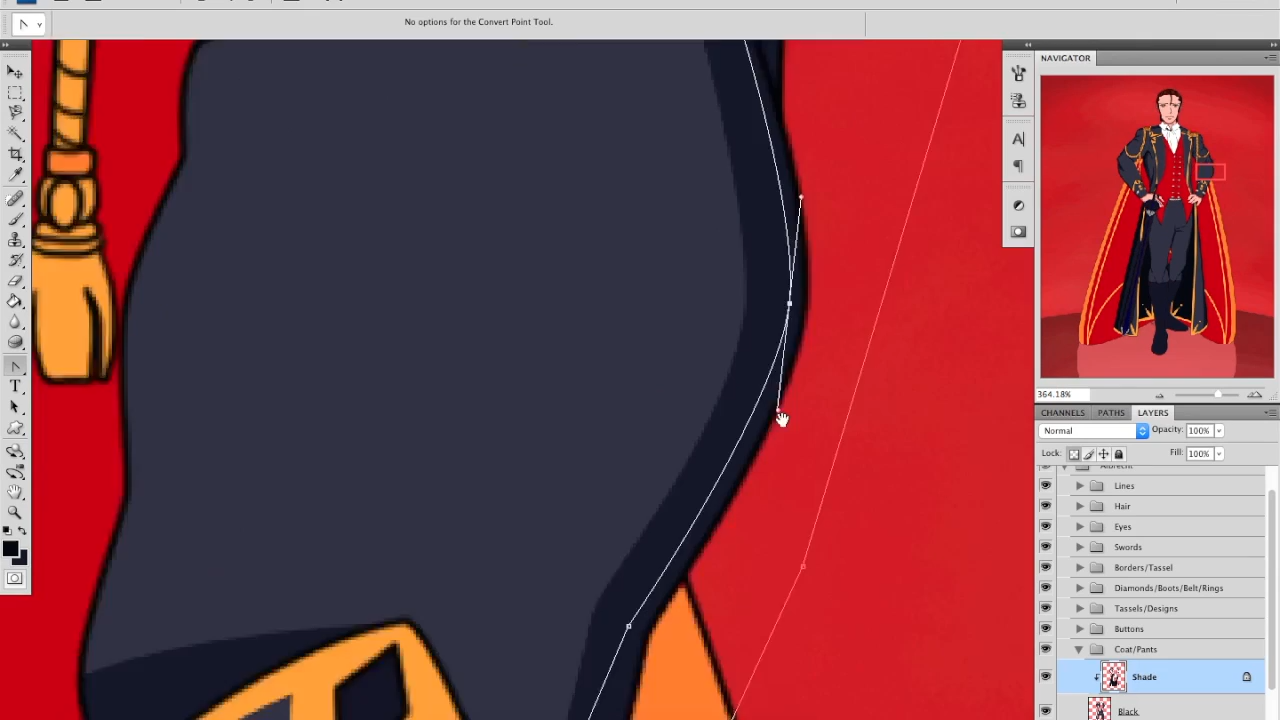 No options for the Convert Point Tool.
NAVIGATOR
A
T
364.18%
CHANNELS
PATHS
LAYERS
Normal
Opacity: 100%
Lock:
Fill: 100%
Lines
Hair
Eyes
Swords
Borders/Tassel
Diamonds/Boots/Belt/Rings
Tassels/Designs
Buttons
Coat/Pants
Shade
Black